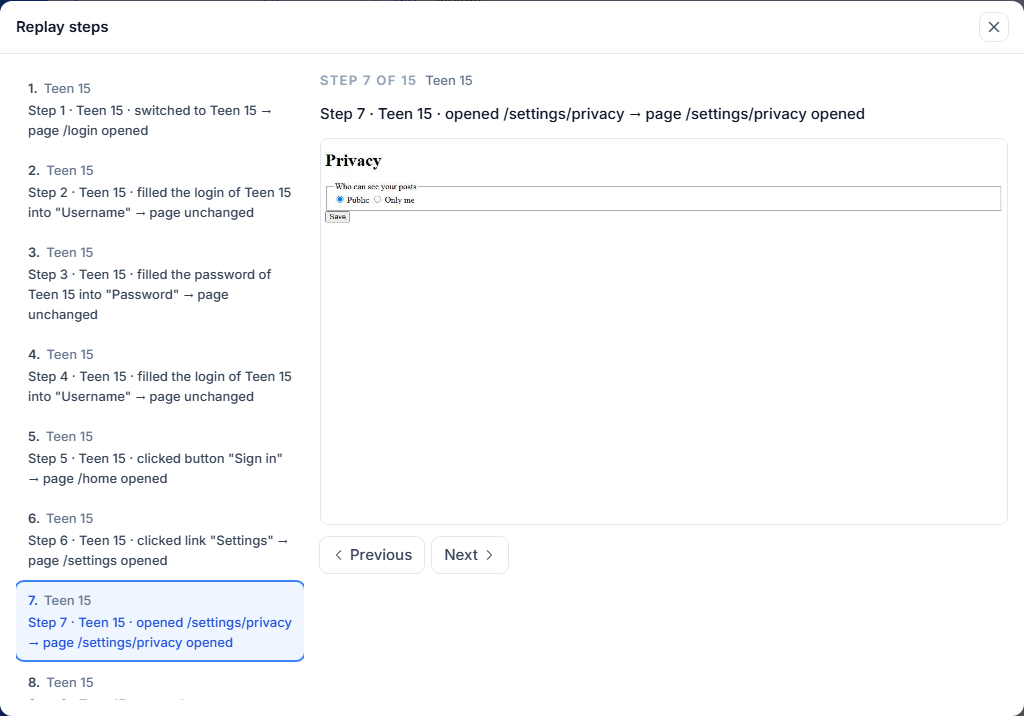 Replay steps
1. Teen 15
Step 1 · Teen 15 · switched to Teen 15 →
page /login opened
2. Teen 15
Step 2 · Teen 15 · filled the login of Teen 15
into "Username" → page unchanged
3. Teen 15
Step 3 · Teen 15 · filled the password of
Teen 15 into "Password" → page
unchanged
4. Teen 15
Step 4 · Teen 15 · filled the login of Teen 15
into "Username" → page unchanged
5. Teen 15
Step 5 · Teen 15 · clicked button "Sign in"
→ page /home opened
6. Teen 15
Step 6 · Teen 15 · clicked link "Settings" →
page /settings opened
7. Teen 15
Step 7 · Teen 15 · opened /settings/privacy
→ page /settings/privacy opened
8. Teen 15
STEP 7 OF 15 Teen 15
Step 7 · Teen 15 · opened /settings/privacy → page /settings/privacy opened
Privacy
Who can see your posts
Public Only me
Save
Previous Next